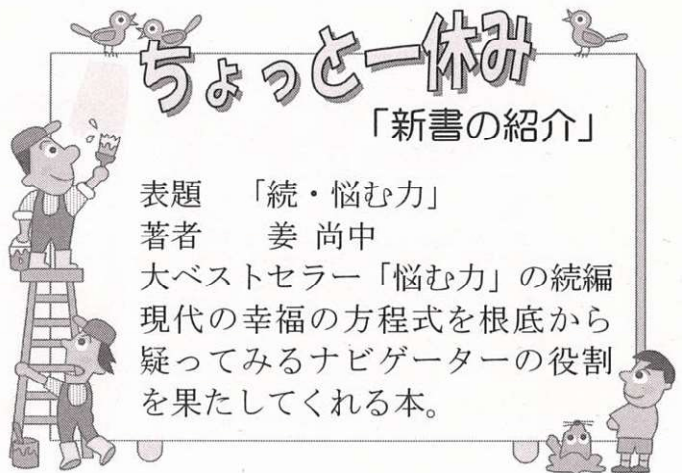 ちょっと一休み
「新書の紹介」
表題　「続・悩む力」
著者　　姜 尚中
大ベストセラー「悩む力」の続編
現代の幸福の方程式を根底から
疑ってみるナビゲーターの役割
を果たしてくれる本。